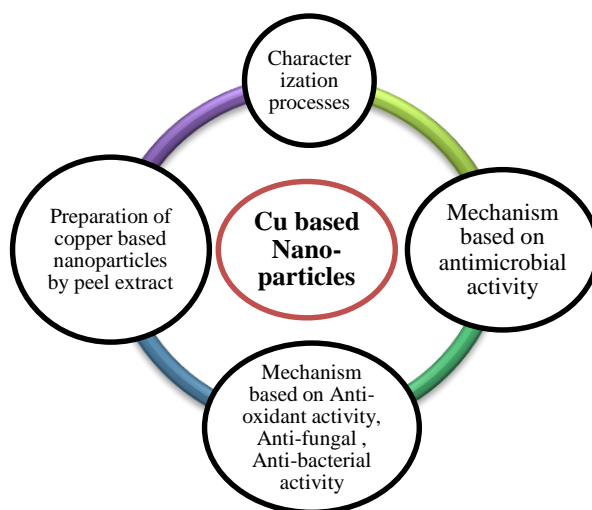 Character
ization
processes
Preparation of
copper based
nanoparticles
by peel extract
Cu based
Nano-
particles
Mechanism
based on
antimicrobial
activity
Mechanism
based on Anti-
oxidant activity,
Anti-fungal ,
Anti-bacterial
activity